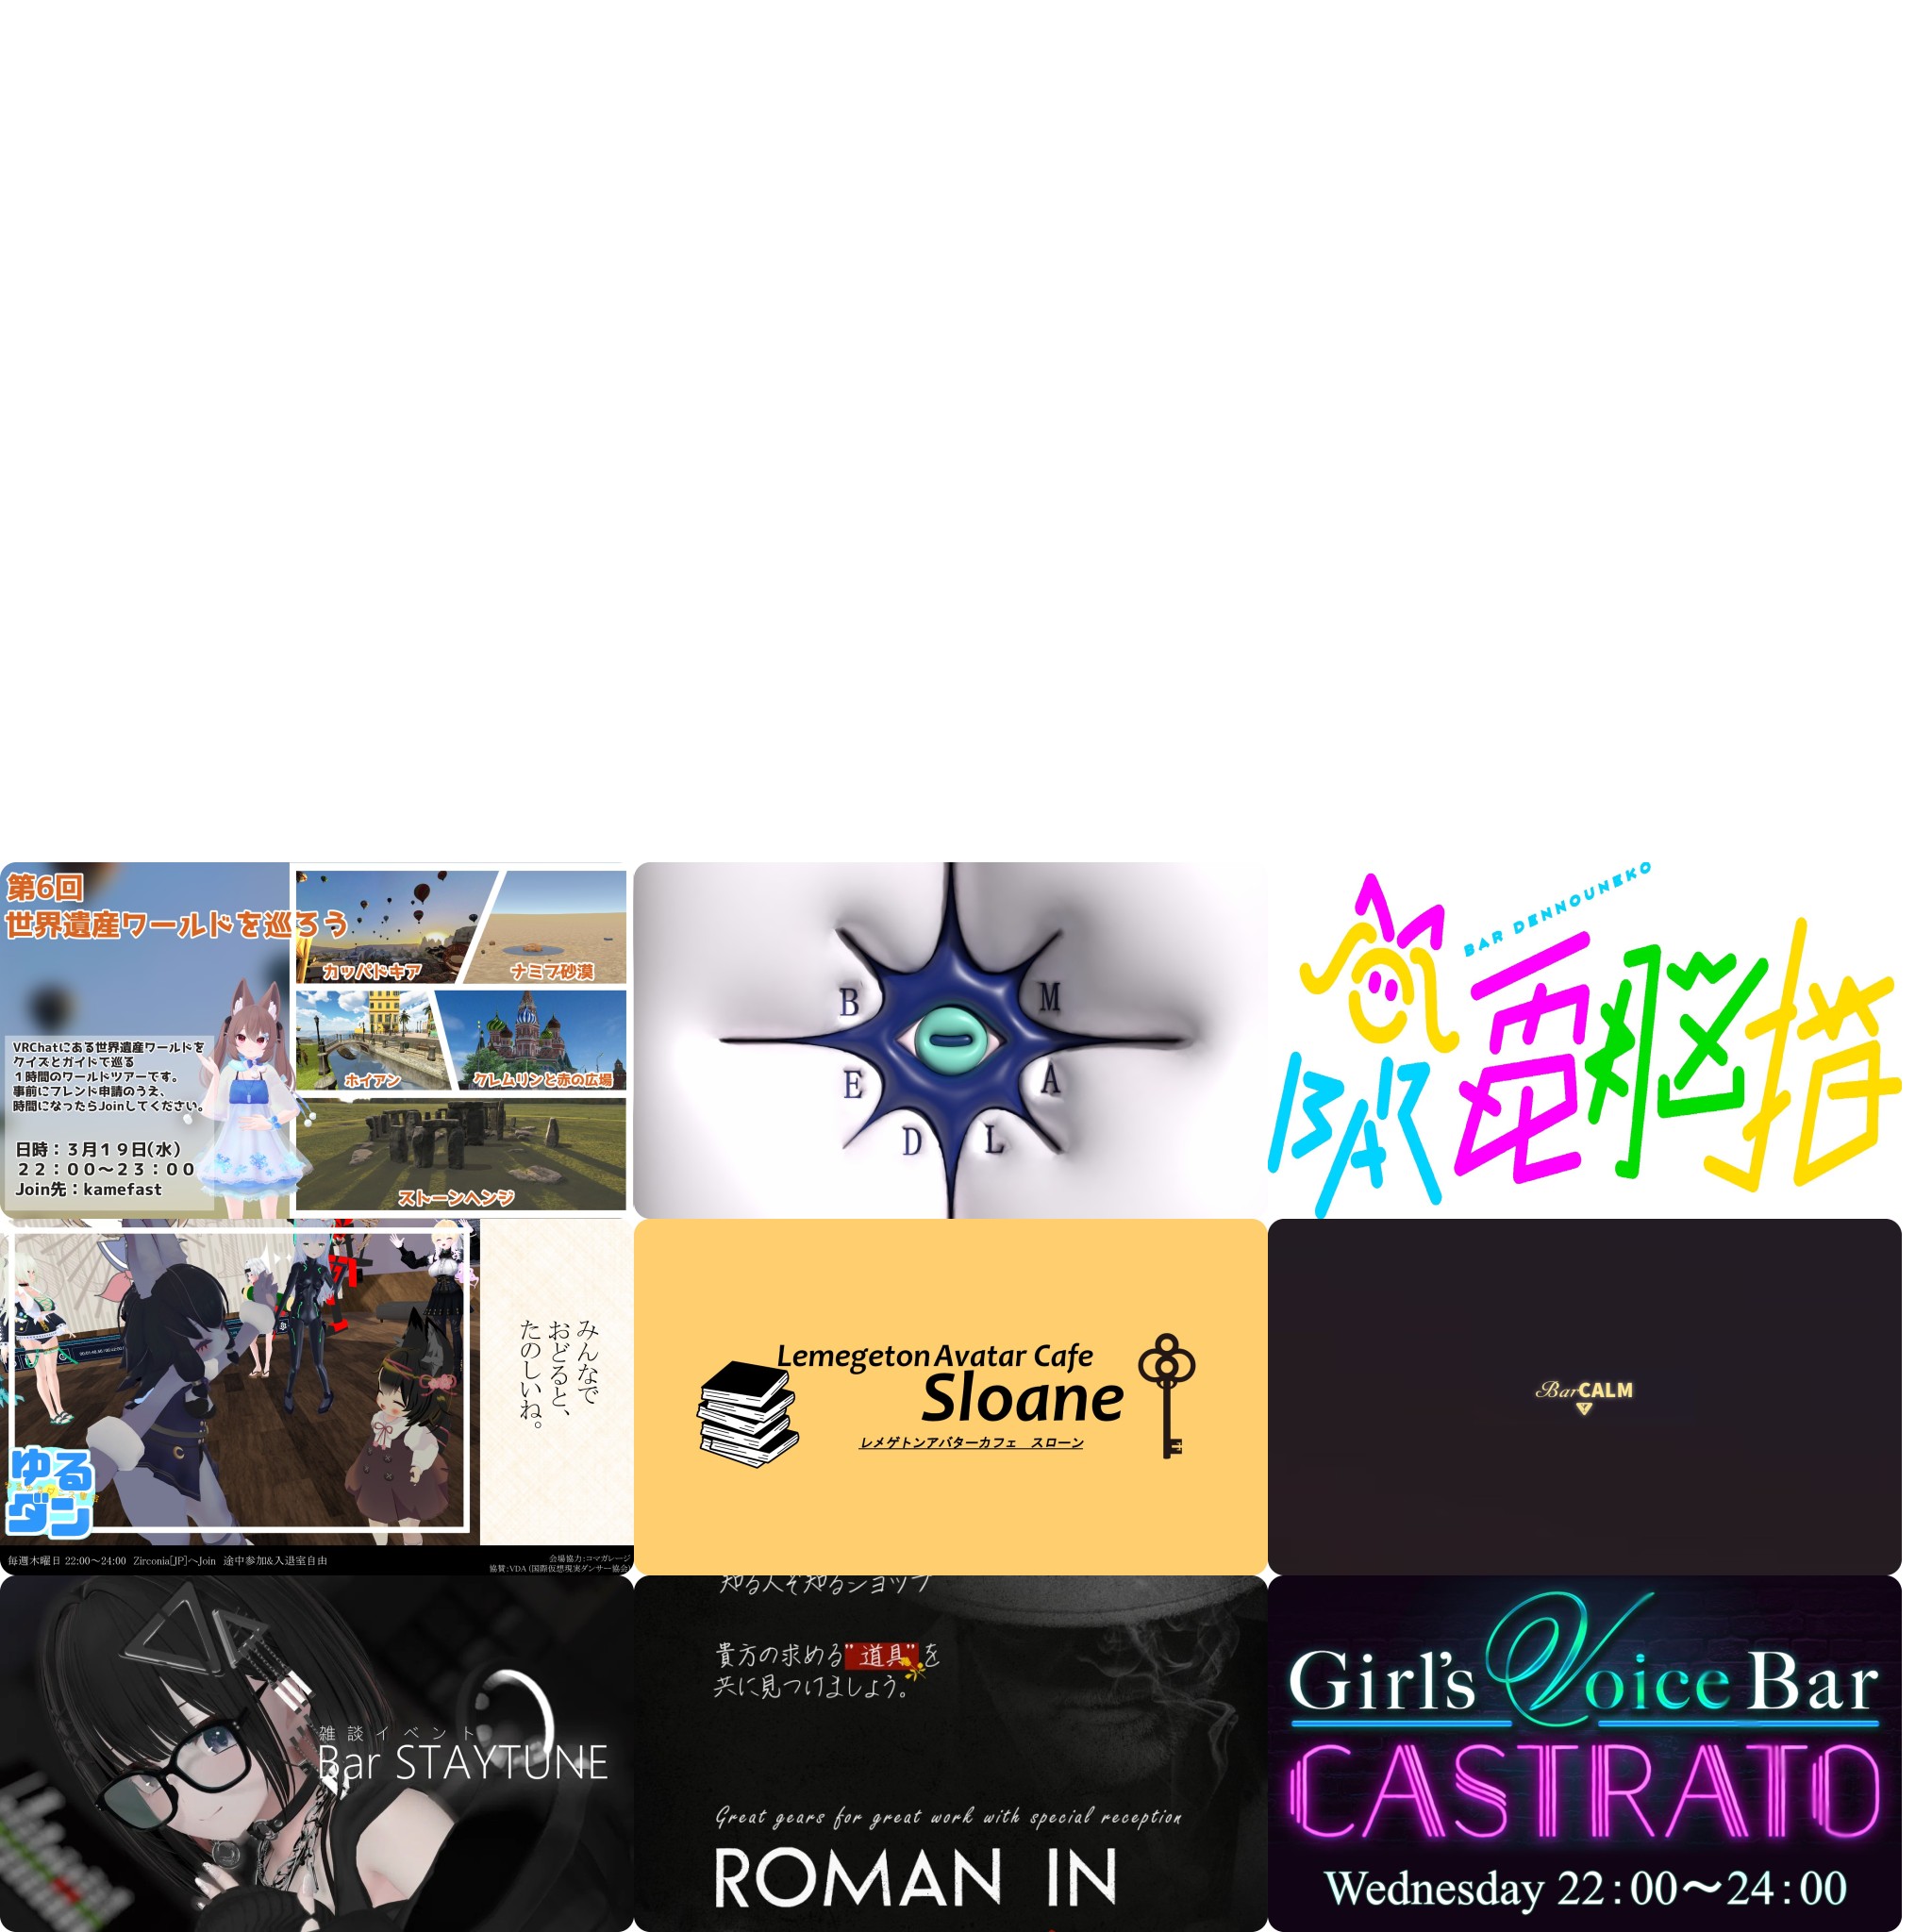 第6回
世界遺産ワールドを巡ろう
カッパドキア
ナミブ砂漠
ホイアン
クレムリンと赤の広場
ストーンヘンジ
VRChatにある世界遺産ワールドを
クイズとガイドで巡る
１時間のワールドツアーです。
事前にフレンド申請のうえ、
時間になったらJoinしてください。
日時：３月１９日(水)
２２：００～２３：００
Join先：kamefast
B
M
E
A
D
L
BAR DENNOUNEKO
BAR 電脳猫
みんなで
おどると、
たのしいね。
ゆる
ダン
毎週木曜日 22:00～24:00 Zirconia[JP]へJoin 途中参加&入退室自由
会場協力:コマガレージ
協賛:VDA (国際仮想現実ダンサー協会)
Lemegeton Avatar Cafe
Sloane
レメゲトンアバターカフェ　スローン
Bar CALM
雑談イベント
Bar STAYTUNE
知る人ぞ知るショップ
貴方の求める"道具"を
共に見つけましょう。
Great gears for great work with special reception
ROMAN IN
Girl's Voice Bar
CASTRATO
Wednesday 22:00～24:00